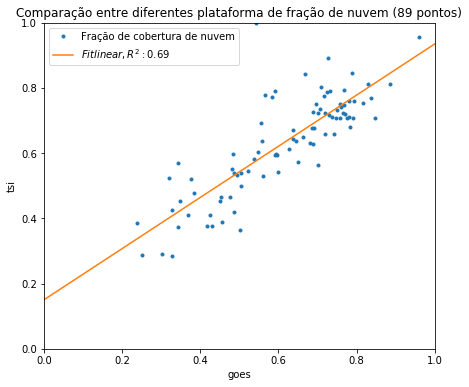 Comparação entre diferentes plataforma de fração de nuvem (89 pontos)
Fração de cobertura de nuvem
Fitlinear, R² : 0.69
1.0
0.8
0.6
0.4
0.2
0.0
tsi
0.0 0.2 0.4 0.6 0.8 1.0
goes